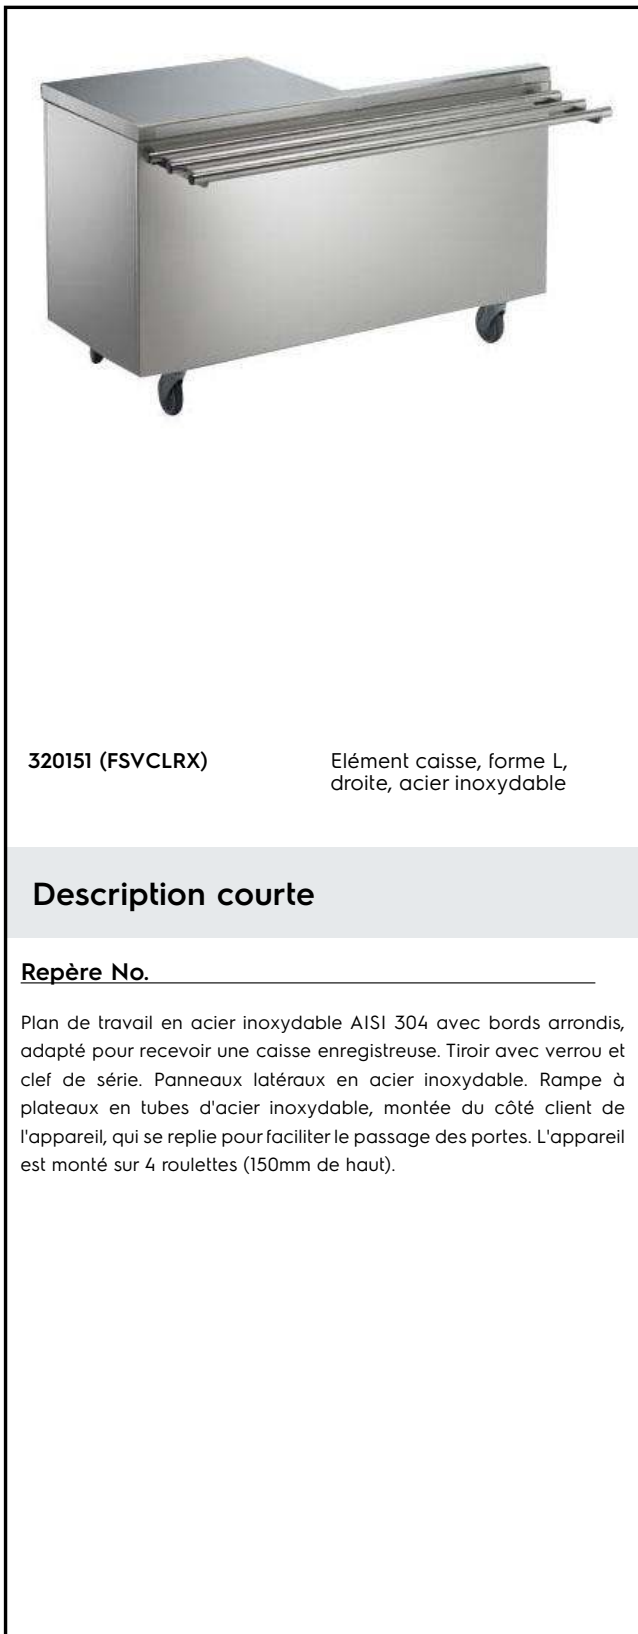 320151 (FSVCLRX)
Elément caisse, forme L,
droite, acier inoxydable
Description courte
Repère No.
Plan de travail en acier inoxydable AISI 304 avec bords arrondis,
adapté pour recevoir une caisse enregistreuse. Tiroir avec verrou et
clef de série. Panneaux latéraux en acier inoxydable. Rampe à
plateaux en tubes d'acier inoxydable, montée du côté client de
l'appareil, qui se replie pour faciliter le passage des portes. L'appareil
est monté sur 4 roulettes (150mm de haut).